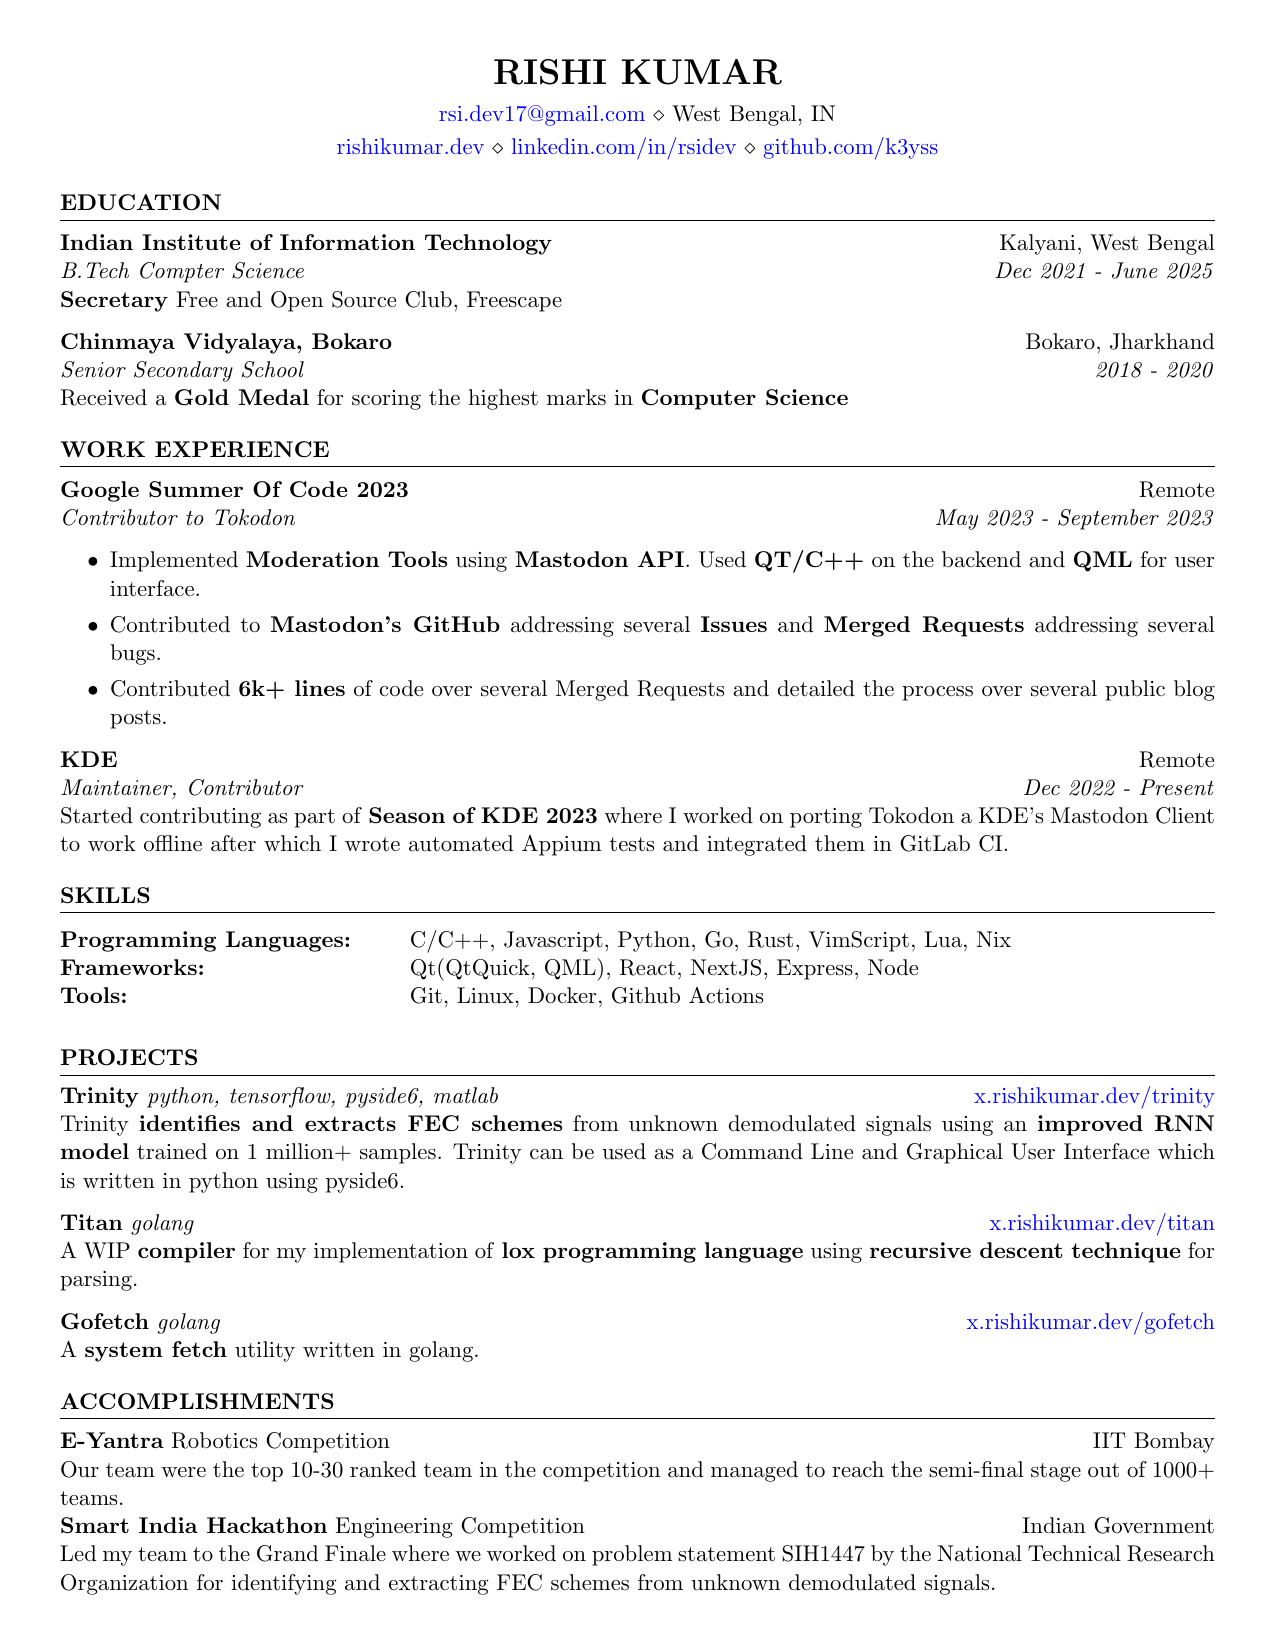 RISHI KUMAR
rsi.dev17@gmail.com ⋄ West Bengal, IN
rishikumar.dev ⋄ linkedin.com/in/rsidev ⋄ github.com/k3yss
EDUCATION
Indian Institute of Information Technology Kalyani, West Bengal
B.Tech Compter Science Dec 2021 - June 2025
Secretary Free and Open Source Club, Freescape
Chinmaya Vidyalaya, Bokaro Bokaro, Jharkhand
Senior Secondary School 2018 - 2020
Received a Gold Medal for scoring the highest marks in Computer Science
WORK EXPERIENCE
Google Summer Of Code 2023 Remote
Contributor to Tokodon May 2023 - September 2023
• Implemented Moderation Tools using Mastodon API. Used QT/C++ on the backend and QML for user
interface.
• Contributed to Mastodon's GitHub addressing several Issues and Merged Requests addressing several
bugs.
• Contributed 6k+ lines of code over several Merged Requests and detailed the process over several public blog
posts.
KDE Remote
Maintainer, Contributor Dec 2022 - Present
Started contributing as part of Season of KDE 2023 where I worked on porting Tokodon a KDE's Mastodon Client
to work offline after which I wrote automated Appium tests and integrated them in GitLab CI.
SKILLS
Programming Languages: C/C++, Javascript, Python, Go, Rust, VimScript, Lua, Nix
Frameworks: Qt(QtQuick, QML), React, NextJS, Express, Node
Tools: Git, Linux, Docker, Github Actions
PROJECTS
Trinity python, tensorflow, pyside6, matlab x.rishikumar.dev/trinity
Trinity identifies and extracts FEC schemes from unknown demodulated signals using an improved RNN
model trained on 1 million+ samples. Trinity can be used as a Command Line and Graphical User Interface which
is written in python using pyside6.
Titan golang x.rishikumar.dev/titan
A WIP compiler for my implementation of lox programming language using recursive descent technique for
parsing.
Gofetch golang x.rishikumar.dev/gofetch
A system fetch utility written in golang.
ACCOMPLISHMENTS
E-Yantra Robotics Competition IIT Bombay
Our team were the top 10-30 ranked team in the competition and managed to reach the semi-final stage out of 1000+
teams.
Smart India Hackathon Engineering Competition Indian Government
Led my team to the Grand Finale where we worked on problem statement SIH1447 by the National Technical Research
Organization for identifying and extracting FEC schemes from unknown demodulated signals.